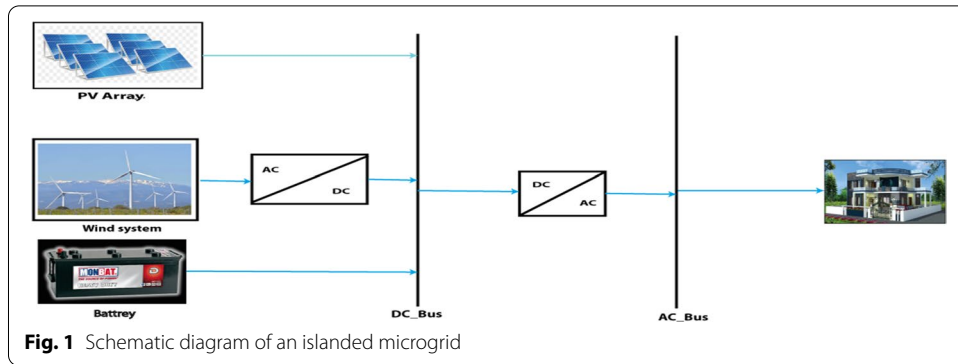 PV Array.
AC
DC
Wind system
DC
AC
MONBAT
Battrey
DC_Bus
AC_Bus
Fig. 1 Schematic diagram of an islanded microgrid